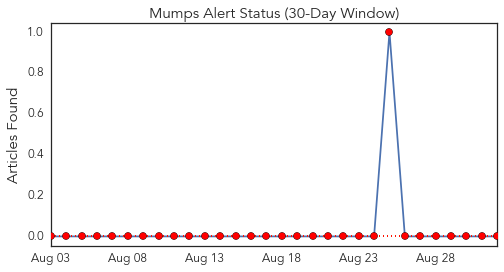 Mumps Alert Status (30-Day Window)
Articles Found
1.0
0.8
0.6
0.4
0.2
0.0
Aug 03 Aug 08 Aug 13 Aug 18 Aug 23 Aug 28